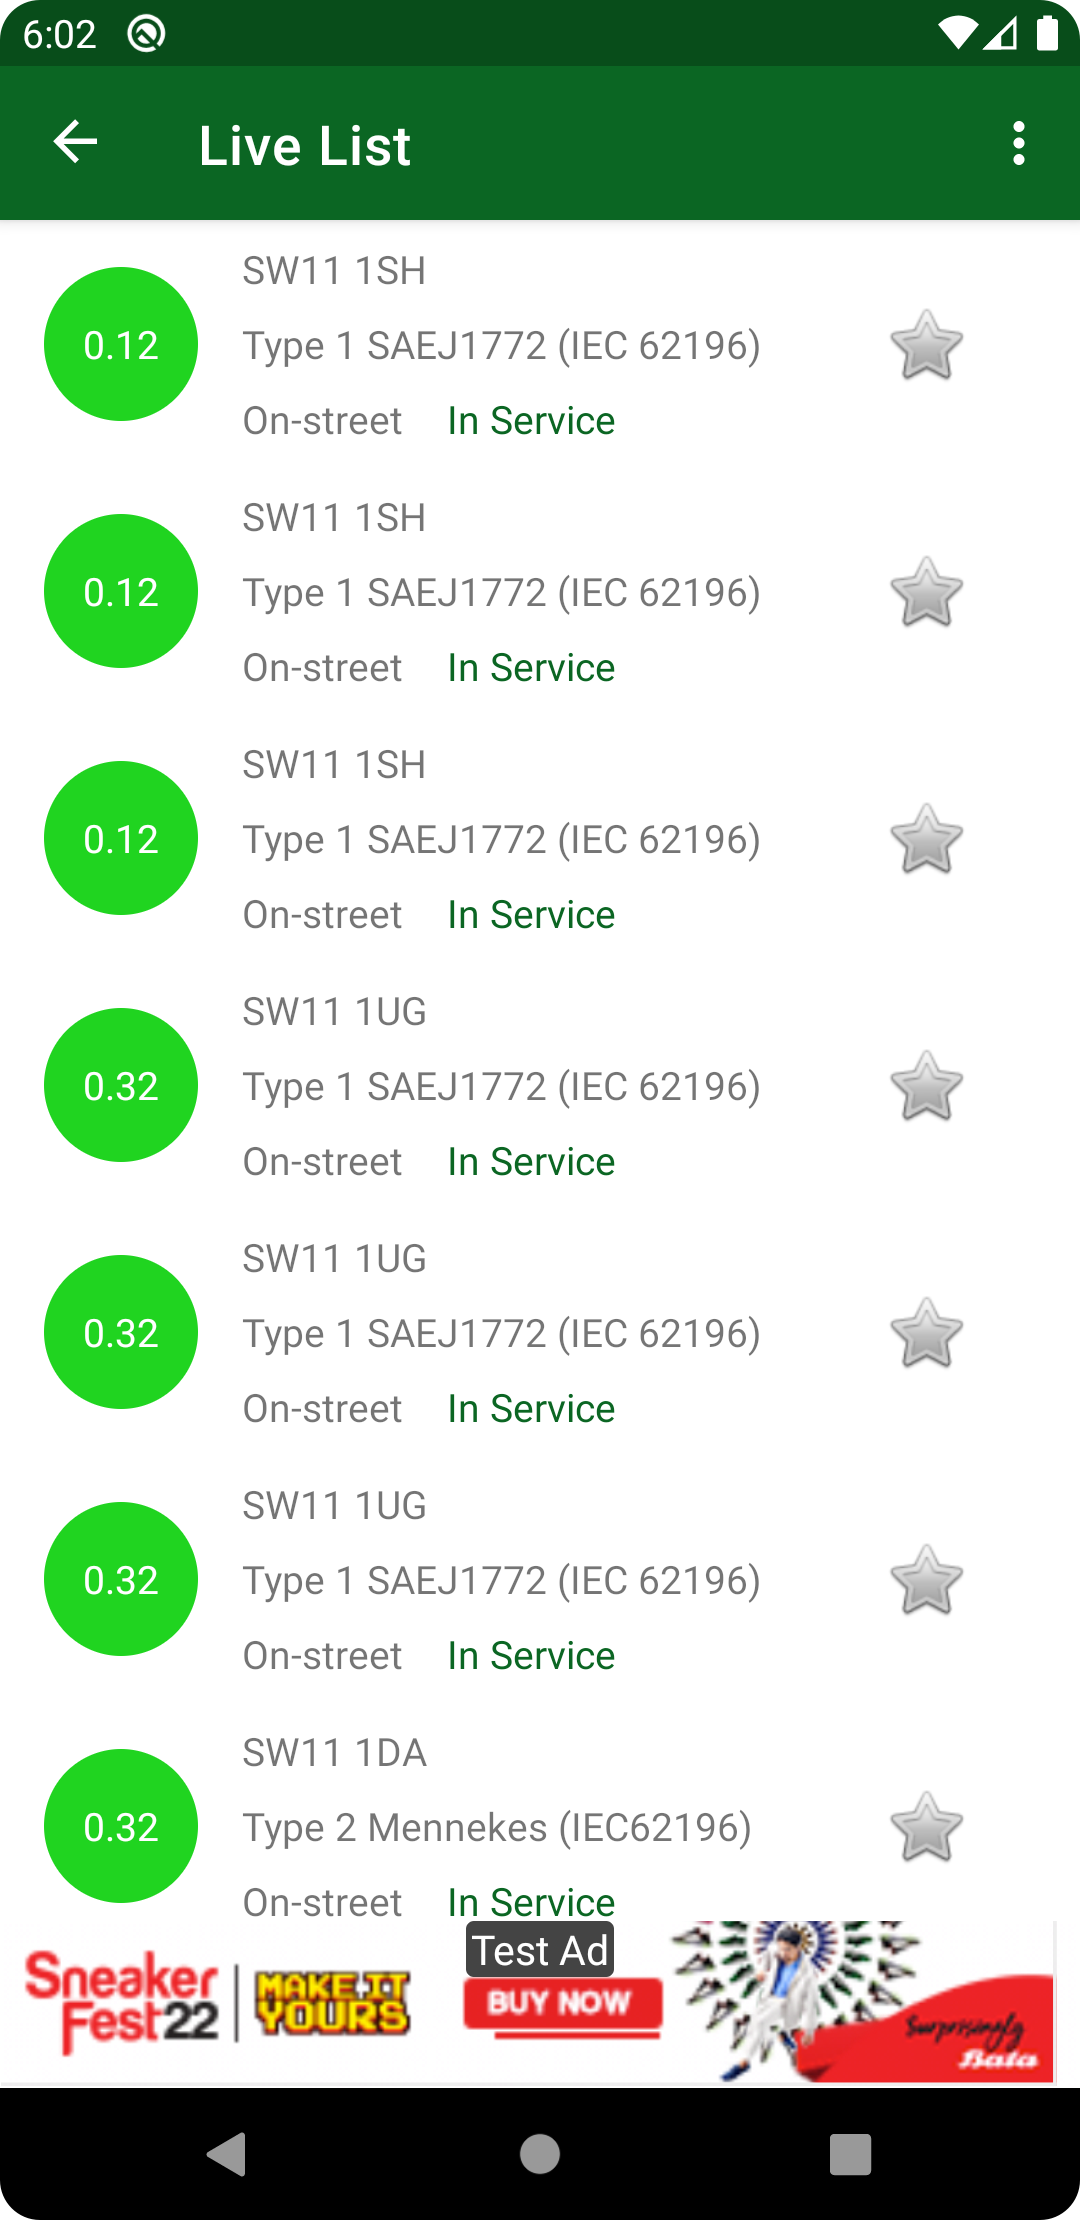 6:02
Live List
0.12
SW11 1SH
Type 1 SAEJ1772 (IEC 62196)
On-street In Service
0.12
SW11 1SH
Type 1 SAEJ1772 (IEC 62196)
On-street In Service
0.12
SW11 1SH
Type 1 SAEJ1772 (IEC 62196)
On-street In Service
0.32
SW11 1UG
Type 1 SAEJ1772 (IEC 62196)
On-street In Service
0.32
SW11 1UG
Type 1 SAEJ1772 (IEC 62196)
On-street In Service
0.32
SW11 1UG
Type 1 SAEJ1772 (IEC 62196)
On-street In Service
0.32
SW11 1DA
Type 2 Mennekes (IEC62196)
On-street In Service
Test Ad
Sneaker
Fest22
MAKE IT
YOURS
BUY NOW
Surprisingly
Bata